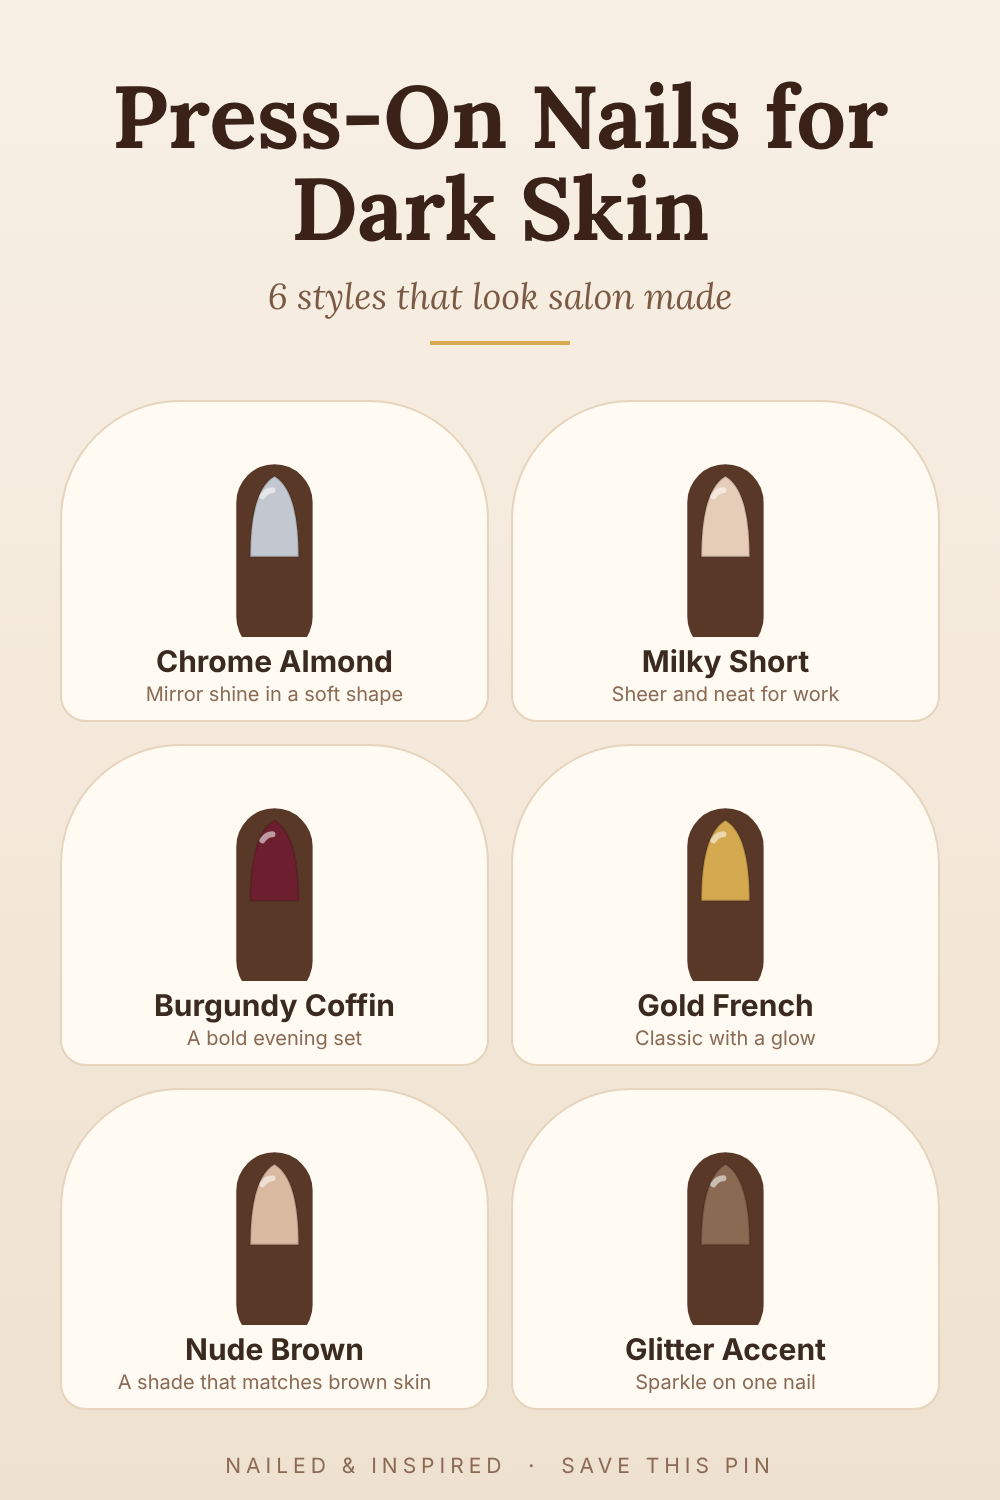 Press-On Nails for
Dark Skin
6 styles that look salon made
Chrome Almond
Mirror shine in a soft shape
Milky Short
Sheer and neat for work
Burgundy Coffin
A bold evening set
Gold French
Classic with a glow
Nude Brown
A shade that matches brown skin
Glitter Accent
Sparkle on one nail
NAILED & INSPIRED · SAVE THIS PIN